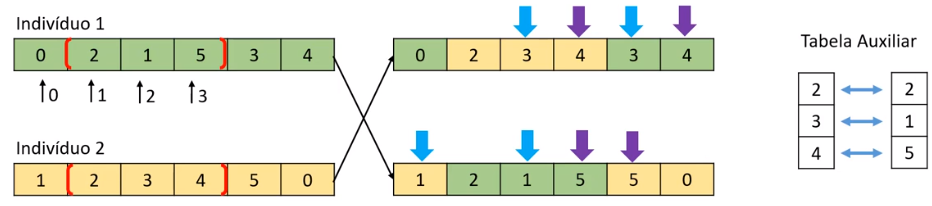 Indivíduo 1
0 2 1 5 3 4
0 1 2 3
Indivíduo 2
1 2 3 4 5 0
0 2 3 4 3 4
1 2 1 5 5 0
Tabela Auxiliar
2 2
3 1
4 5